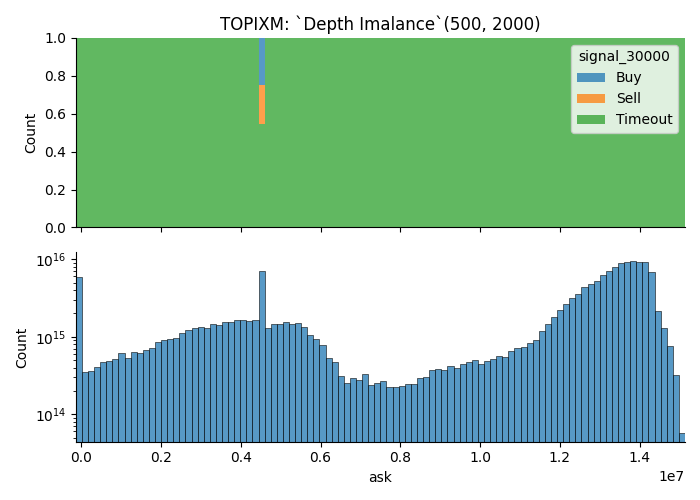 TOPIXM: `Depth Imalance`(500, 2000)
1.0
0.8
0.6
0.4
0.2
0.0
Count
signal_30000
Buy
Sell
Timeout
10^16
10^15
10^14
Count
0.0 0.2 0.4 0.6 0.8 1.0 1.2 1.4
1e7
ask